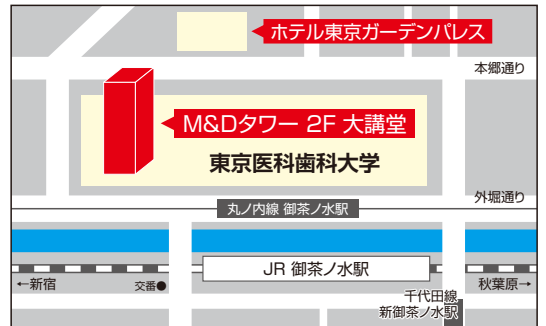 ホテル東京ガーデンパレス
本郷通り
M&Dタワー 2F 大講堂
東京医科歯科大学
外堀通り
丸ノ内線 御茶ノ水駅
JR 御茶ノ水駅
←新宿
交番●
秋葉原→
千代田線
新御茶ノ水駅